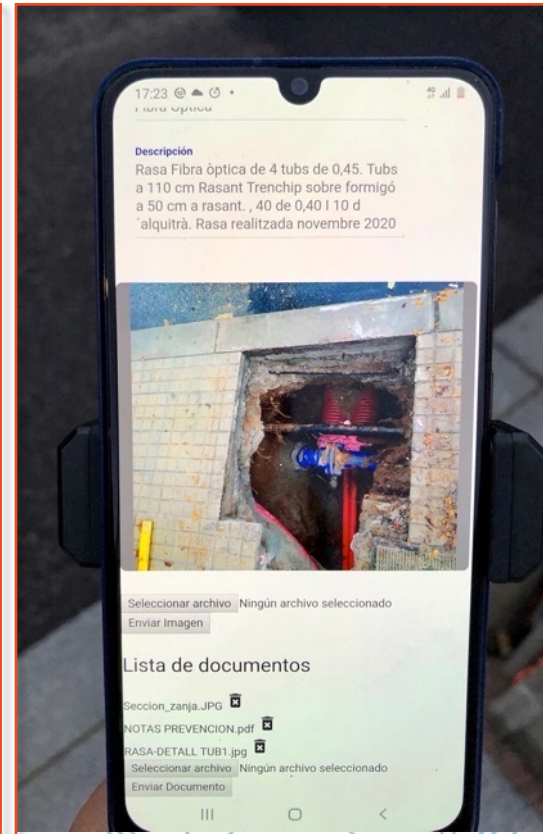 17:23
4G
Fibra Óptica
Descripción
Rasa Fibra òptica de 4 tubs de 0,45. Tubs
a 110 cm Rasant Trenchip sobre formigó
a 50 cm a rasant. , 40 de 0,40 I 10 d
´alquitrà. Rasa realitzada novembre 2020
Seleccionar archivo Ningún archivo seleccionado
Enviar Imagen
Lista de documentos
Seccion_zanja.JPG
NOTAS PREVENCION.pdf
RASA-DETALL TUB1.jpg
Seleccionar archivo Ningún archivo seleccionado
Enviar Documento